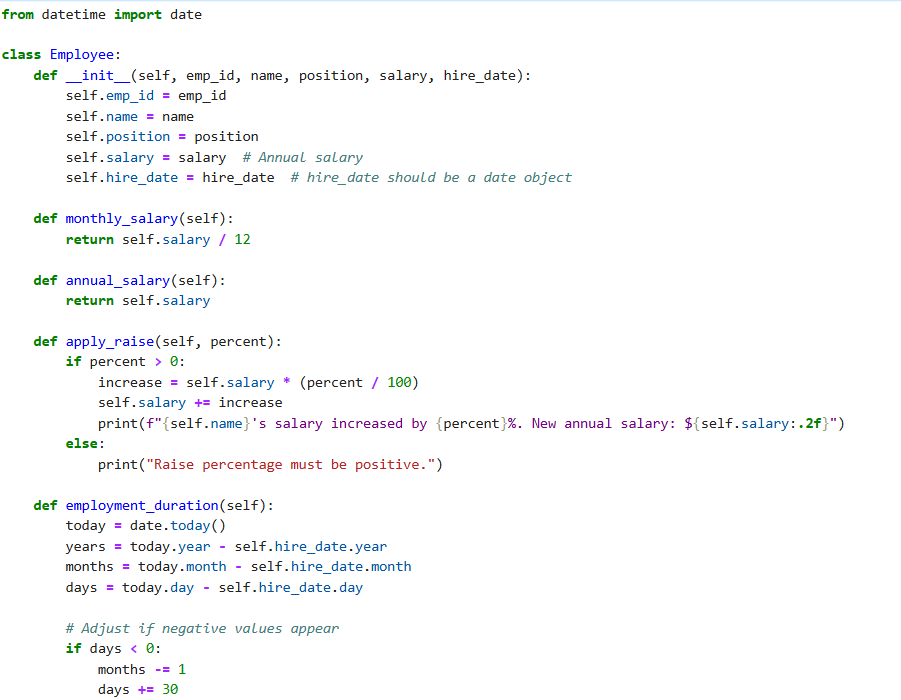 from datetime import date
class Employee:
    def __init__(self, emp_id, name, position, salary, hire_date):
        self.emp_id = emp_id
        self.name = name
        self.position = position
        self.salary = salary  # Annual salary
        self.hire_date = hire_date  # hire_date should be a date object
    def monthly_salary(self):
        return self.salary / 12
    def annual_salary(self):
        return self.salary
    def apply_raise(self, percent):
        if percent > 0:
            increase = self.salary * (percent / 100)
            self.salary += increase
            print(f"{self.name}'s salary increased by {percent}%. New annual salary: ${self.salary:.2f}")
        else:
            print("Raise percentage must be positive.")
    def employment_duration(self):
        today = date.today()
        years = today.year - self.hire_date.year
        months = today.month - self.hire_date.month
        days = today.day - self.hire_date.day
        # Adjust if negative values appear
        if days < 0:
            months -= 1
            days += 30